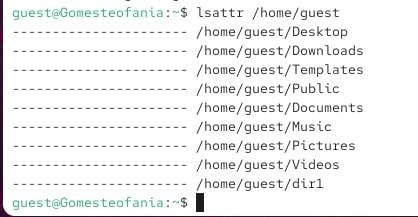 guest@Gomesteofania:~$ lsattr /home/guest
---------------------- /home/guest/Desktop
---------------------- /home/guest/Downloads
---------------------- /home/guest/Templates
---------------------- /home/guest/Public
---------------------- /home/guest/Documents
---------------------- /home/guest/Music
---------------------- /home/guest/Pictures
---------------------- /home/guest/Videos
---------------------- /home/guest/dir1
guest@Gomesteofania:~$